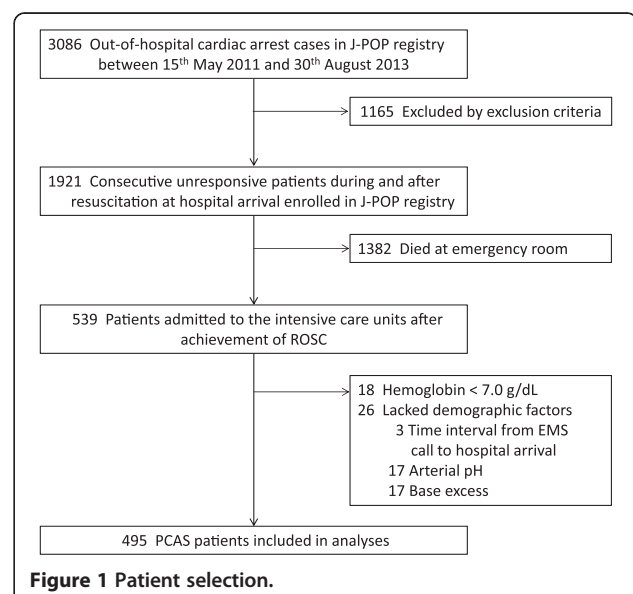 3086 Out-of-hospital cardiac arrest cases in J-POP registry
between 15th May 2011 and 30th August 2013
1165 Excluded by exclusion criteria
1921 Consecutive unresponsive patients during and after
resuscitation at hospital arrival enrolled in J-POP registry
1382 Died at emergency room
539 Patients admitted to the intensive care units after
achievement of ROSC
18 Hemoglobin < 7.0 g/dL
26 Lacked demographic factors
3 Time interval from EMS
call to hospital arrival
17 Arterial pH
17 Base excess
495 PCAS patients included in analyses
Figure 1 Patient selection.